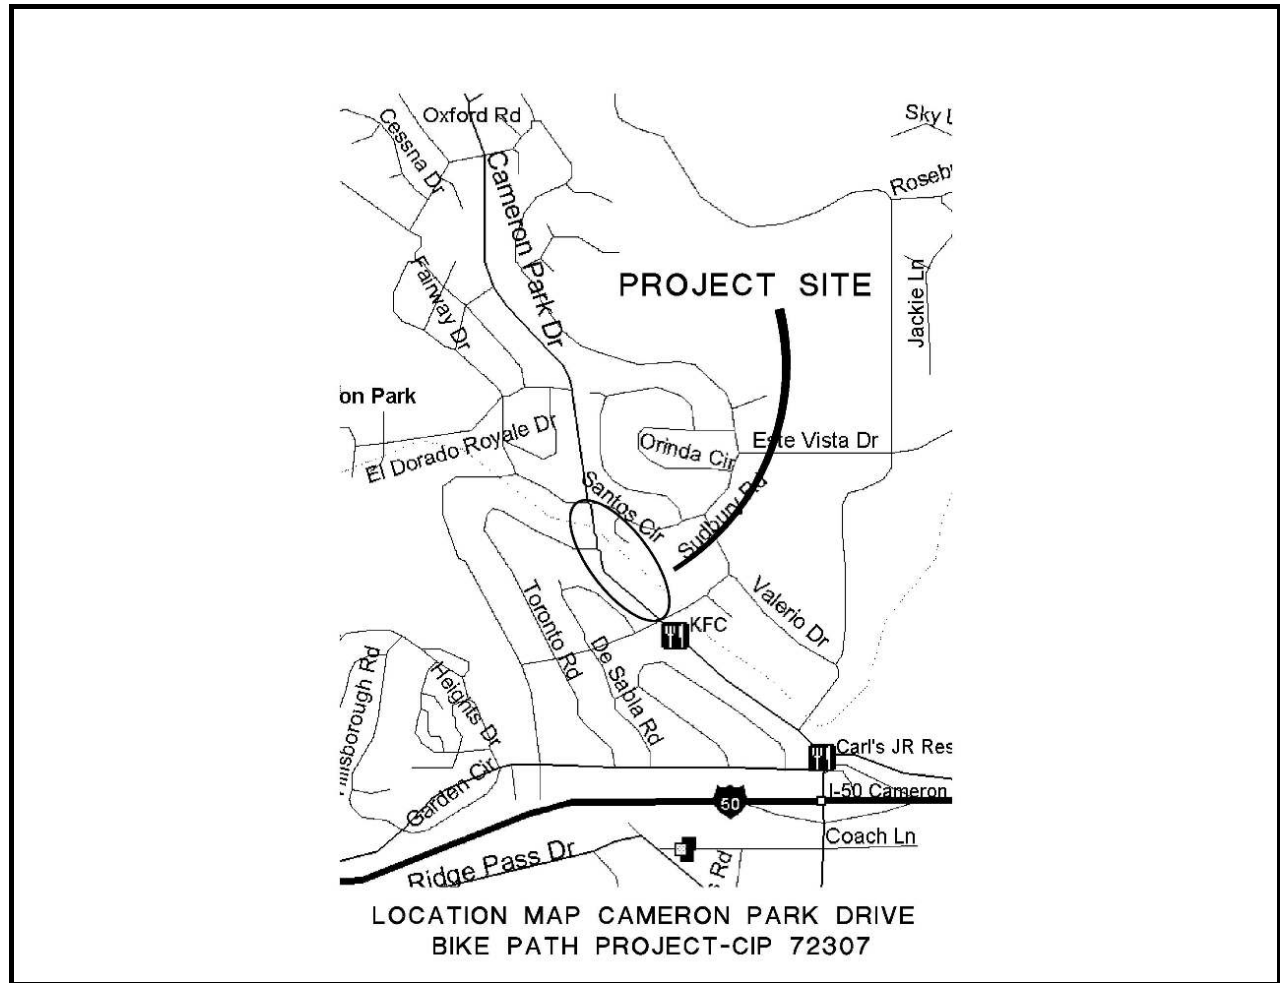 Oxford Rd
Sky L
Cessna Dr
Cameron Park Dr
Fairway Dr
PROJECT SITE
Jackie Ln
on Park
El Dorado Royale Dr
Orinda Cir
Este Vista Dr
Santos Cir
Sudbury Rd
Valerio Dr
Toronto Rd
KFC
De Sabla Rd
Heights Dr
Garden Cir
Carl's JR Res
I-50 Cameron
50
Coach Ln
Ridge Pass Dr
s Rd
LOCATION MAP CAMERON PARK DRIVE
BIKE PATH PROJECT-CIP 72307